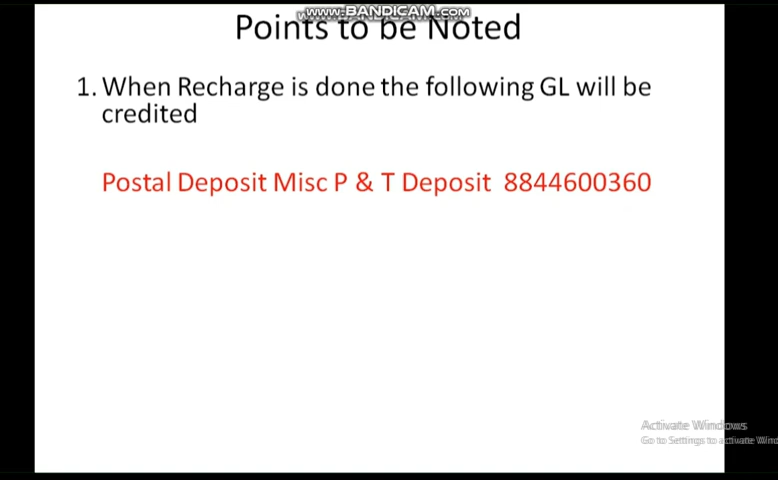 www.BANDICAM.com
Points to be Noted
1. When Recharge is done the following GL will be
credited
Postal Deposit Misc P & T Deposit 8844600360
Activate Windows
Go to Settings to activate Wind